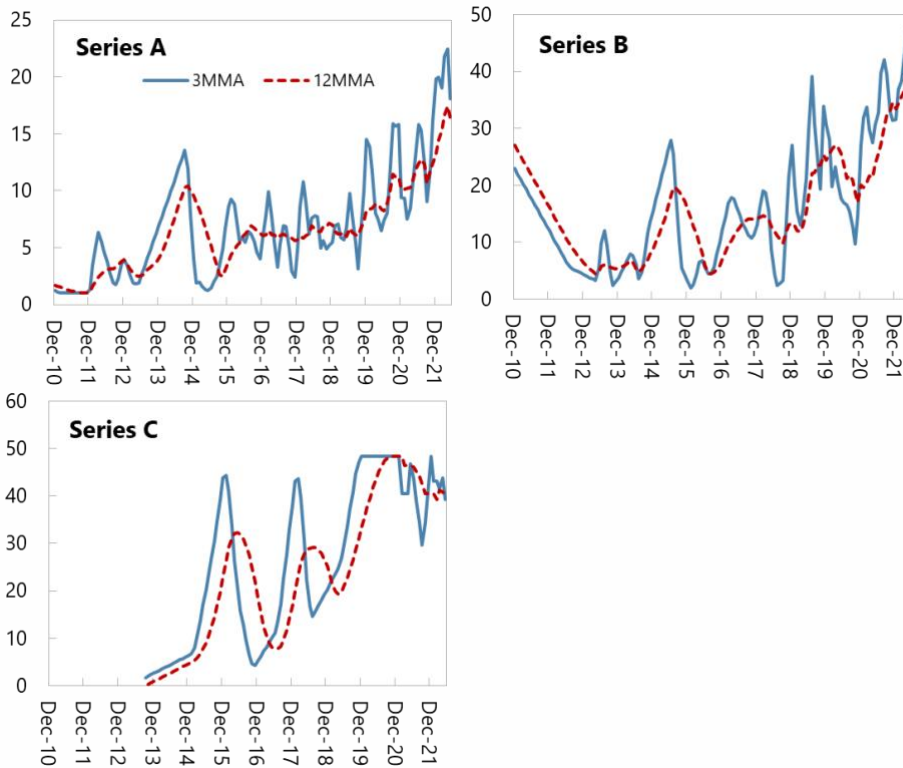 Series A
3MMA 12MMA
25
20
15
10
5
0
Dec-10
Dec-11
Dec-12
Dec-13
Dec-14
Dec-15
Dec-16
Dec-17
Dec-18
Dec-19
Dec-20
Dec-21
Series B
50
40
30
20
10
0
Dec-10
Dec-11
Dec-12
Dec-13
Dec-14
Dec-15
Dec-16
Dec-17
Dec-18
Dec-19
Dec-20
Dec-21
Series C
60
50
40
30
20
10
0
Dec-10
Dec-11
Dec-12
Dec-13
Dec-14
Dec-15
Dec-16
Dec-17
Dec-18
Dec-19
Dec-20
Dec-21